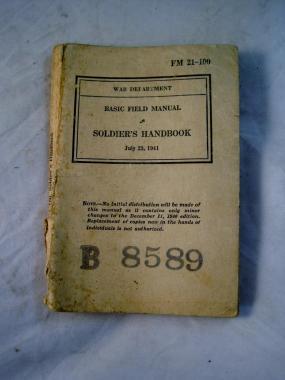 FM 21-100
WAR DEPARTMENT
BASIC FIELD MANUAL
SOLDIER'S HANDBOOK
July 23, 1941
NOTE.—No initial distribution will be made of
this manual as it contains only minor
changes to the December 11, 1940 edition.
Replacement of copies now in the hands of
individuals is not authorized.
B 8589